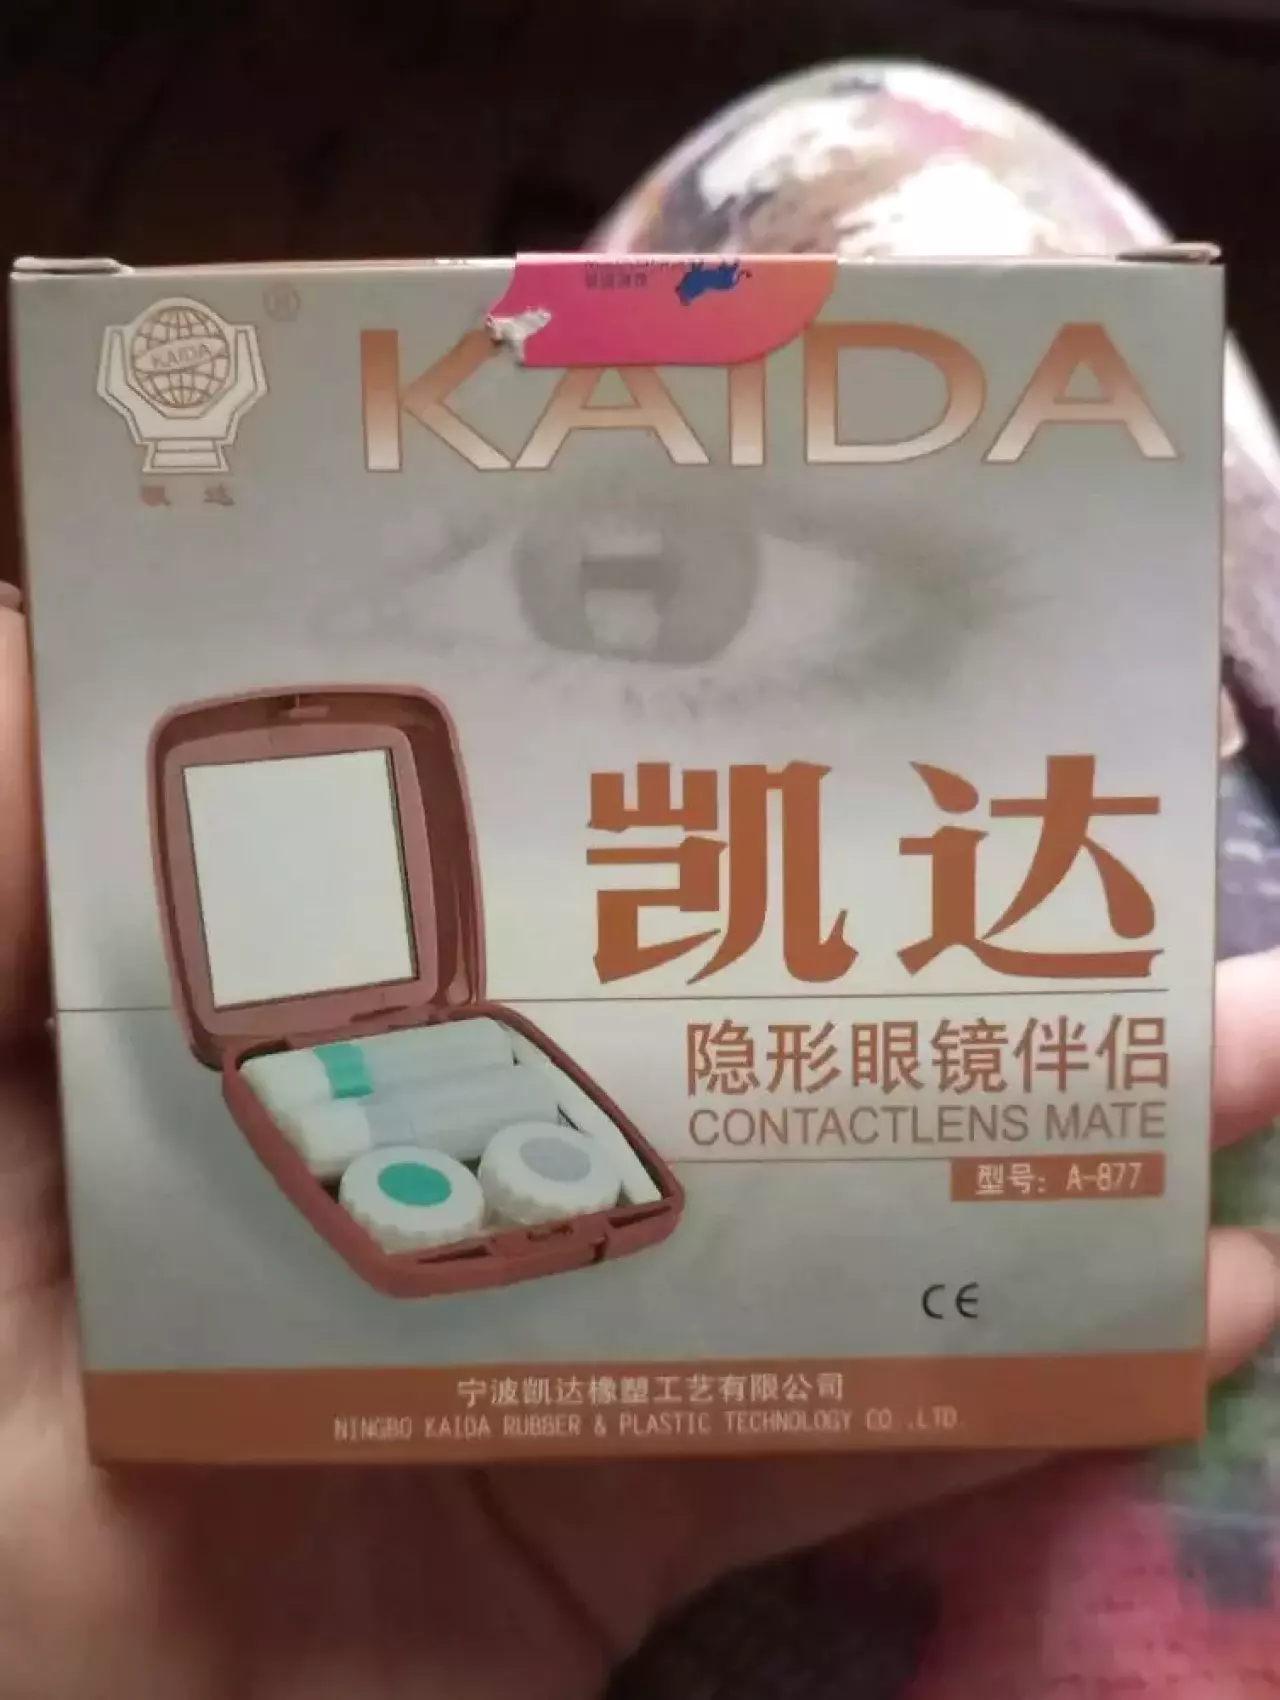 KAIDA
®
KAIDA
凯达
凯达
隐形眼镜伴侣
CONTACTLENS MATE
型号: A-877
CE
宁波凯达橡塑工艺有限公司
NINGBO KAIDA RUBBER & PLASTIC TECHNOLOGY CO.,LTD